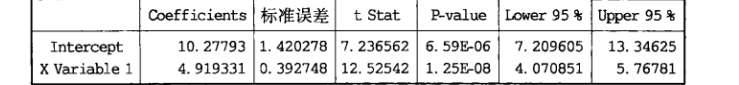 Coefficients 标准误差 t Stat P-value Lower 95 % Upper 95 %
Intercept 10.27793 1.420278 7.236562 6.59E-06 7.209605 13.34625
X Variable 1 4.919331 0.392748 12.52542 1.25E-08 4.070851 5.76781